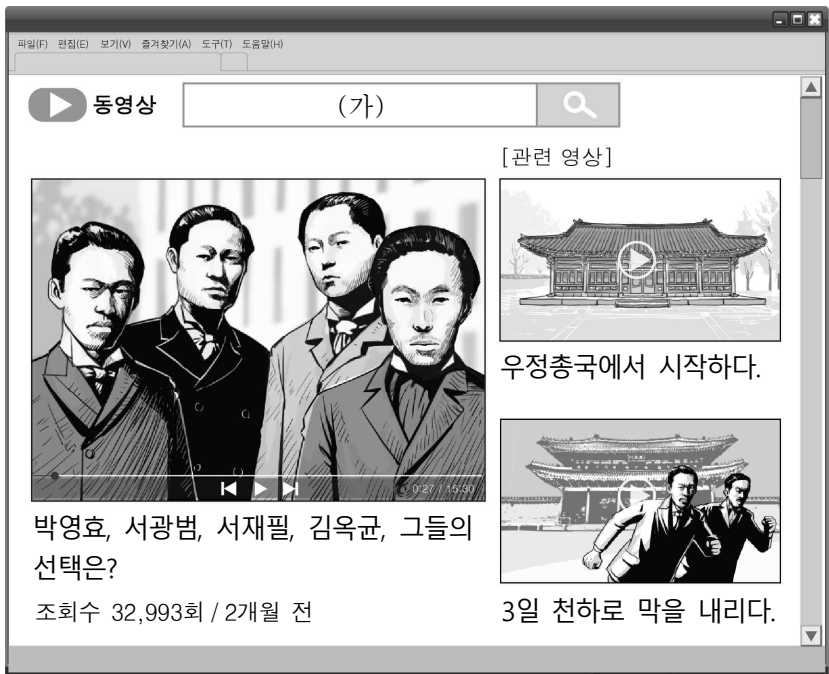 파일(F) 편집(E) 보기(V) 즐겨찾기(A) 도구(T) 도움말(H)
동영상
(가)
[관련 영상]
우정총국에서 시작하다.
0:27 / 15:30
박영효, 서광범, 서재필, 김옥균, 그들의
선택은?
조회수 32,993회 / 2개월 전
3일 천하로 막을 내리다.